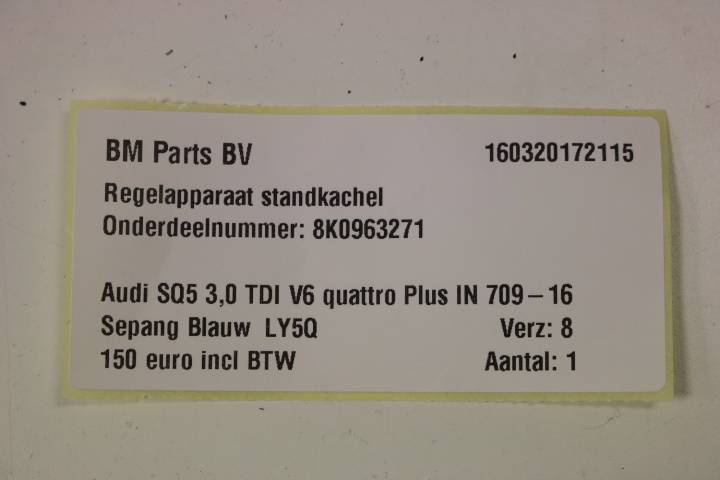 BM Parts BV 160320172115
Regelapparaat standkachel
Onderdeelnummer: 8K0963271
Audi SQ5 3,0 TDI V6 quattro Plus IN 709-16
Sepang Blauw LY5Q Verz: 8
150 euro incl BTW Aantal: 1